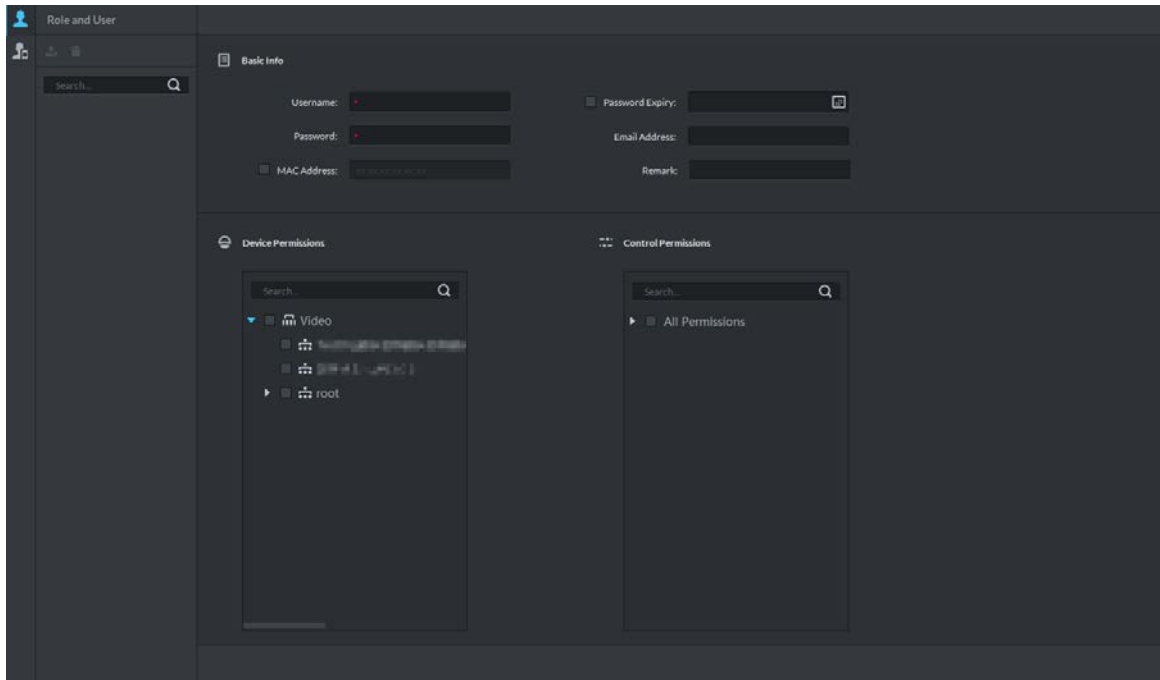 Role and User
Search...
Basic Info
Username: *
Password: *
MAC Address:
Password Expiry:
Email Address:
Remark:
Device Permissions
Search...
Video
root
Control Permissions
Search...
All Permissions